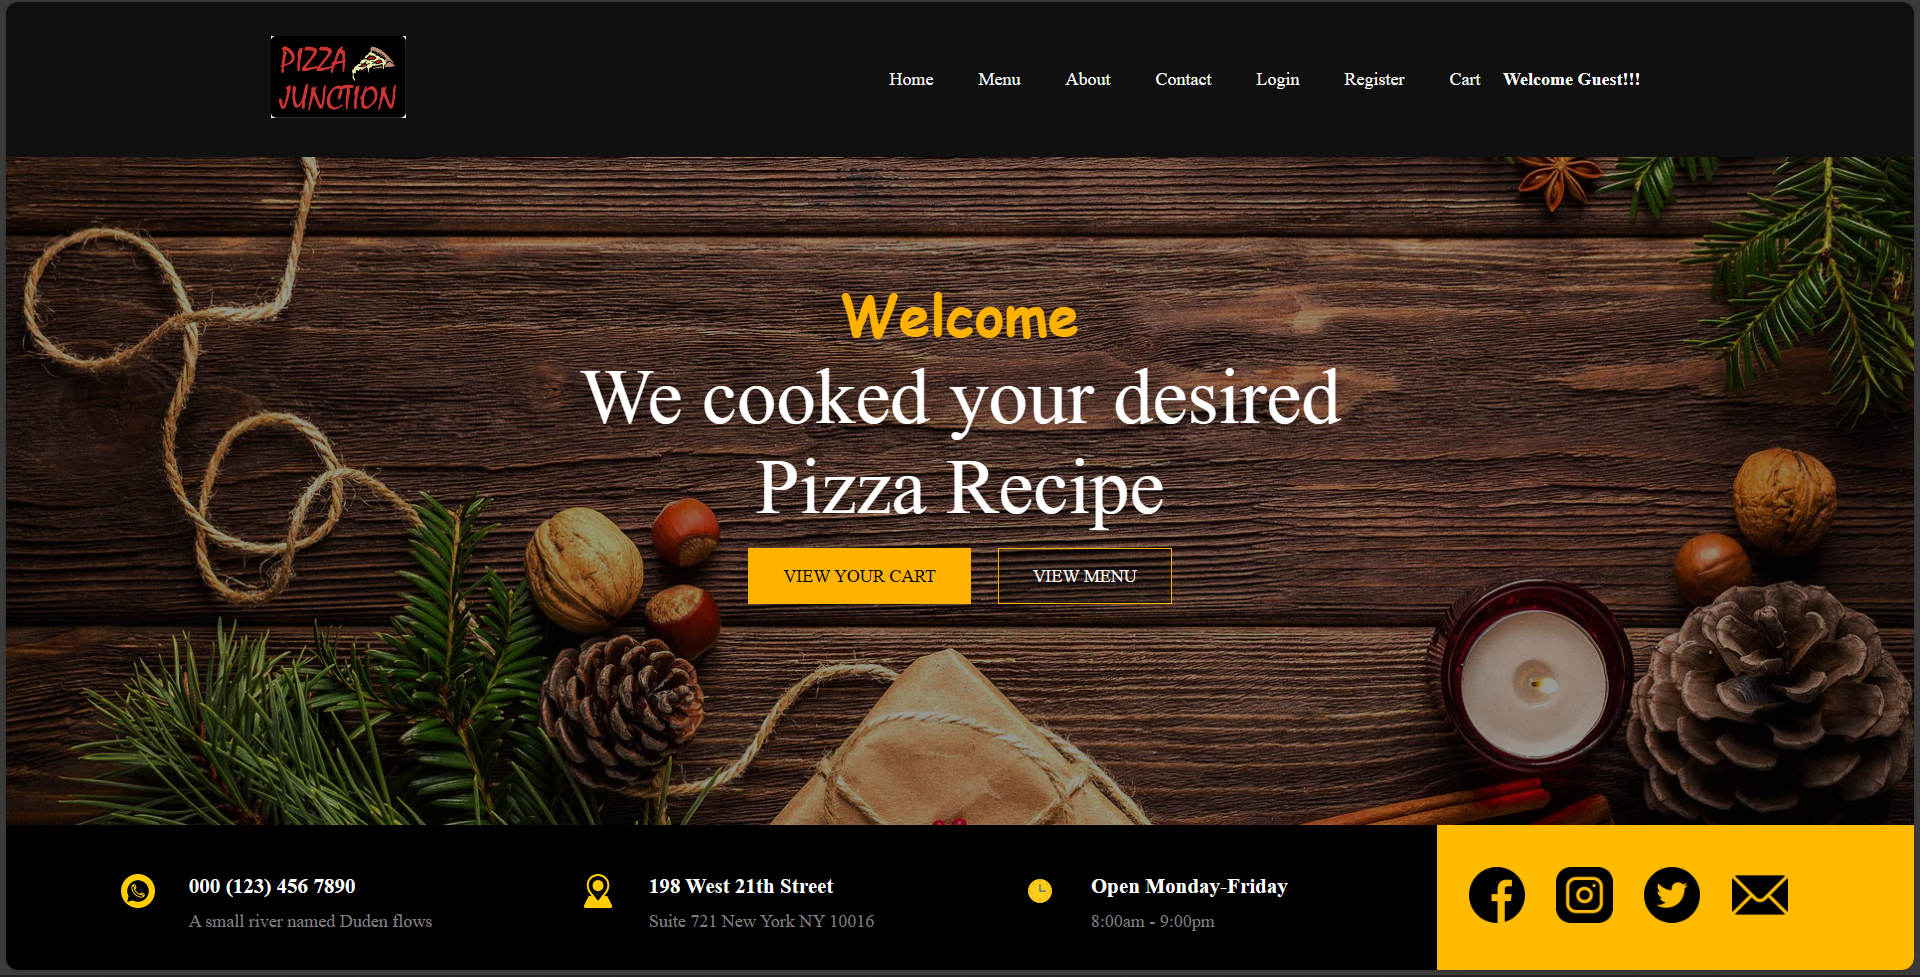 PIZZA
JUNCTION
Home Menu About Contact Login Register Cart Welcome Guest!!!
Welcome
We cooked your desired
Pizza Recipe
VIEW YOUR CART VIEW MENU
000 (123) 456 7890
A small river named Duden flows
198 West 21th Street
Suite 721 New York NY 10016
Open Monday-Friday
8:00am - 9:00pm